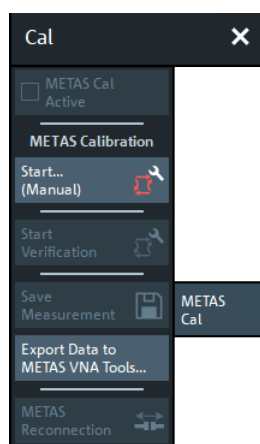 Cal
METAS Cal
Active
METAS Calibration
Start...
(Manual)
Start
Verification
Save
Measurement
METAS
Cal
Export Data to
METAS VNA Tools...
METAS
Reconnection